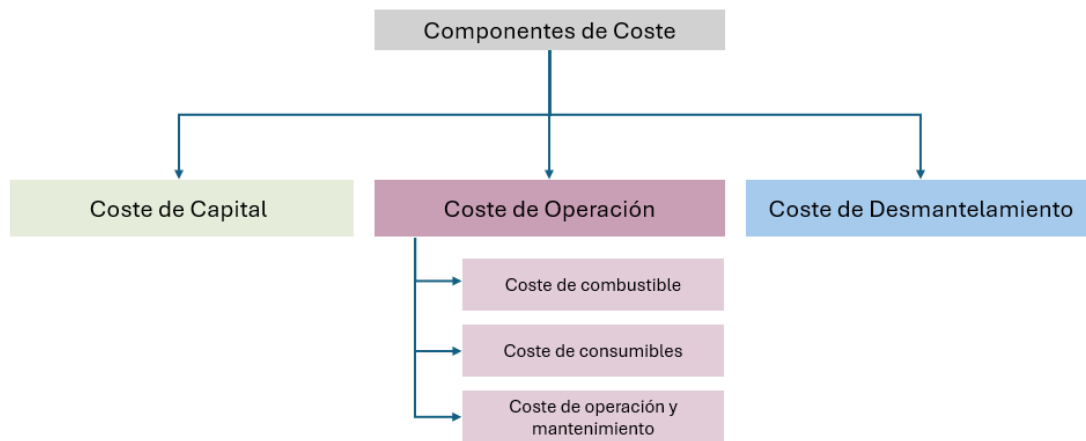 Componentes de Coste
Coste de Capital
Coste de Operación
Coste de Desmantelamiento
Coste de combustible
Coste de consumibles
Coste de operación y
mantenimiento